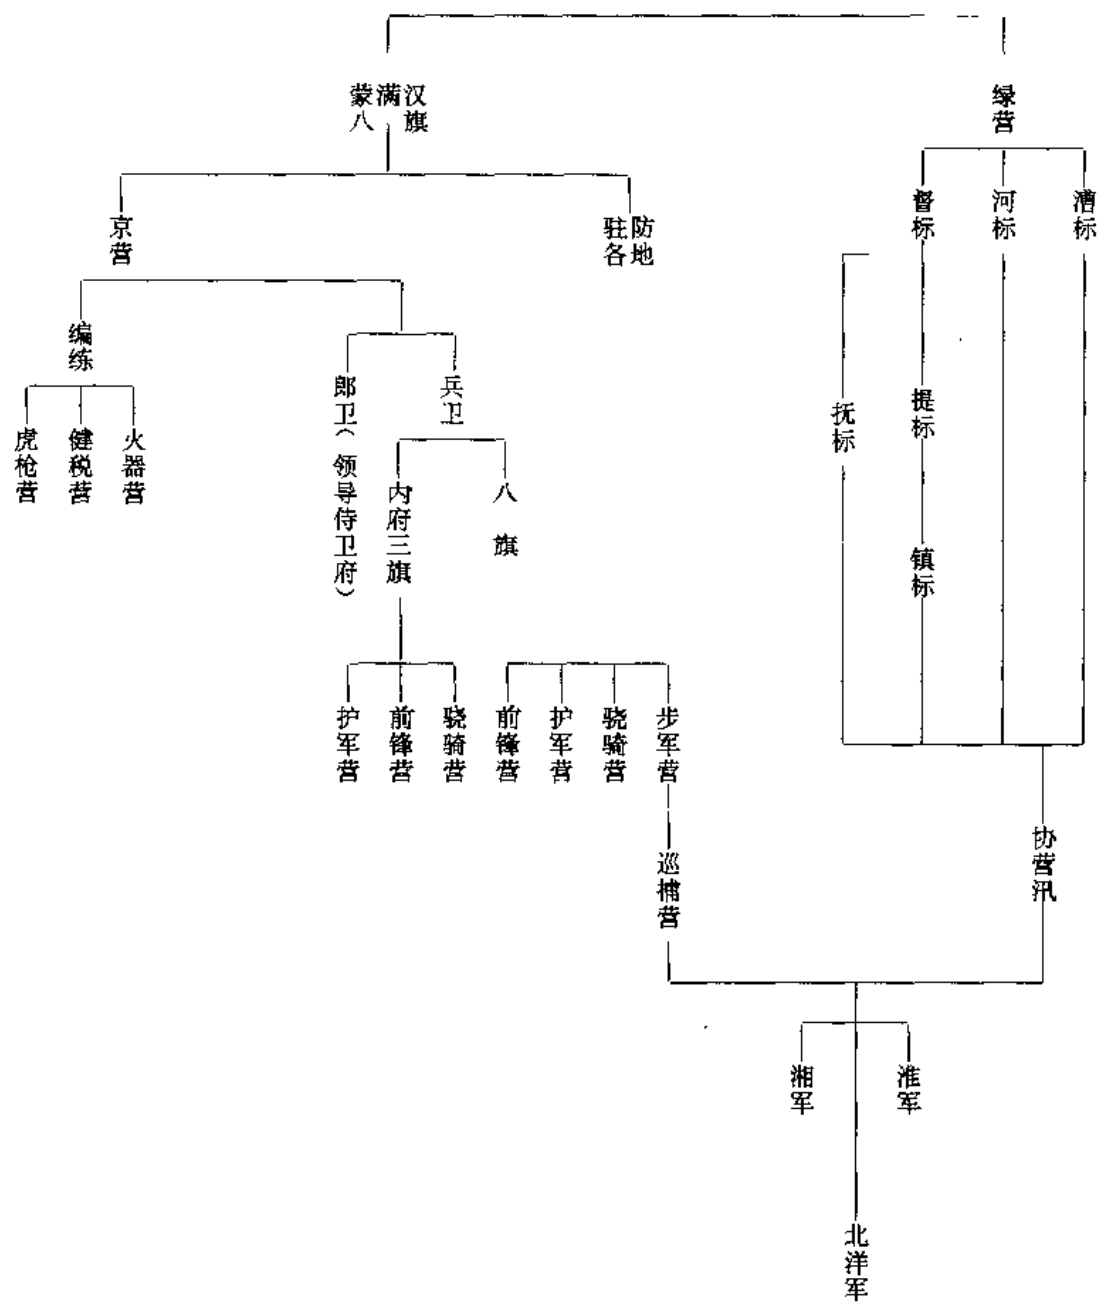 蒙满汉
八旗
绿营
京营
驻防
各地
督标
河标
漕标
编练
郎卫（领导侍卫府）
兵卫
抚标
提标
虎枪营
健税营
火器营
内府三旗
八旗
镇标
护军营
前锋营
骁骑营
前锋营
护军营
骁骑营
步军营
巡捕营
协营汛
湘军
淮军
北洋军